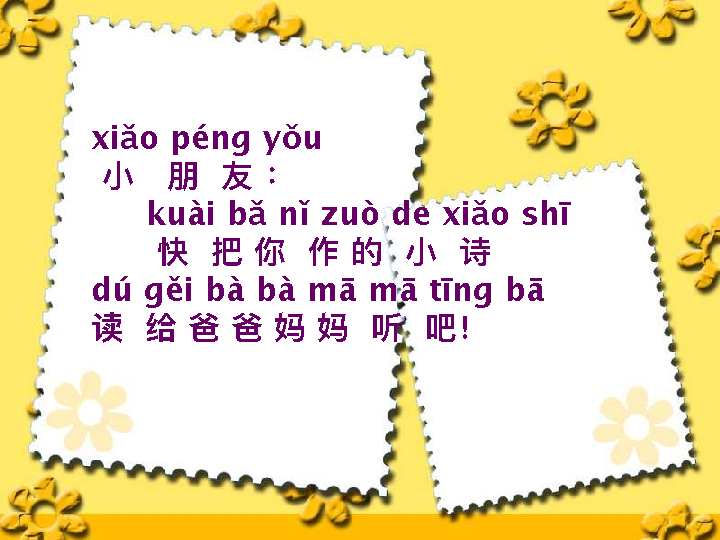 xiǎo péng yǒu
小 朋 友：
kuài bǎ nǐ zuò de xiǎo shī
快 把 你 作 的 小 诗
dú gěi bà bà mā mā tīng bā
读 给 爸 爸 妈 妈 听 吧！